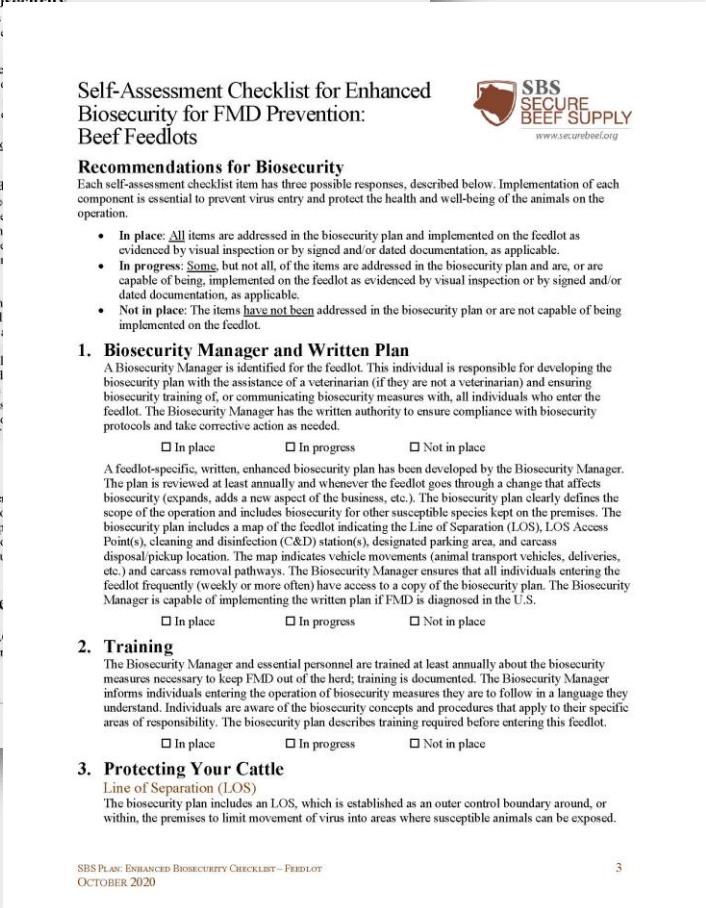 Self-Assessment Checklist for Enhanced
Biosecurity for FMD Prevention:
Beef Feedlots
SBS
SECURE
BEEF SUPPLY
www.securebeef.org
Recommendations for Biosecurity
Each self-assessment checklist item has three possible responses, described below. Implementation of each
component is essential to prevent virus entry and protect the health and well-being of the animals on the
operation.
• In place: All items are addressed in the biosecurity plan and implemented on the feedlot as
evidenced by visual inspection or by signed and/or dated documentation, as applicable.
• In progress: Some, but not all, of the items are addressed in the biosecurity plan and are, or are
capable of being, implemented on the feedlot as evidenced by visual inspection or by signed and/or
dated documentation, as applicable.
• Not in place: The items have not been addressed in the biosecurity plan or are not capable of being
implemented on the feedlot.
1. Biosecurity Manager and Written Plan
A Biosecurity Manager is identified for the feedlot. This individual is responsible for developing the
biosecurity plan with the assistance of a veterinarian (if they are not a veterinarian) and ensuring
biosecurity training of, or communicating biosecurity measures with, all individuals who enter the
feedlot. The Biosecurity Manager has the written authority to ensure compliance with biosecurity
protocols and take corrective action as needed.
☐ In place ☐ In progress ☐ Not in place
A feedlot-specific, written, enhanced biosecurity plan has been developed by the Biosecurity Manager.
The plan is reviewed at least annually and whenever the feedlot goes through a change that affects
biosecurity (expands, adds a new aspect of the business, etc.). The biosecurity plan clearly defines the
scope of the operation and includes biosecurity for other susceptible species kept on the premises. The
biosecurity plan includes a map of the feedlot indicating the Line of Separation (LOS), LOS Access
Point(s), cleaning and disinfection (C&D) station(s), designated parking area, and carcass
disposal/pickup location. The map indicates vehicle movements (animal transport vehicles, deliveries,
etc.) and carcass removal pathways. The Biosecurity Manager ensures that all individuals entering the
feedlot frequently (weekly or more often) have access to a copy of the biosecurity plan. The Biosecurity
Manager is capable of implementing the written plan if FMD is diagnosed in the U.S.
☐ In place ☐ In progress ☐ Not in place
2. Training
The Biosecurity Manager and essential personnel are trained at least annually about the biosecurity
measures necessary to keep FMD out of the herd; training is documented. The Biosecurity Manager
informs individuals entering the operation of biosecurity measures they are to follow in a language they
understand. Individuals are aware of the biosecurity concepts and procedures that apply to their specific
areas of responsibility. The biosecurity plan describes training required before entering this feedlot.
☐ In place ☐ In progress ☐ Not in place
3. Protecting Your Cattle
Line of Separation (LOS)
The biosecurity plan includes an LOS, which is established as an outer control boundary around, or
within, the premises to limit movement of virus into areas where susceptible animals can be exposed.
SBS PLAN: ENHANCED BIOSECURITY CHECKLIST – FEEDLOT
3
OCTOBER 2020